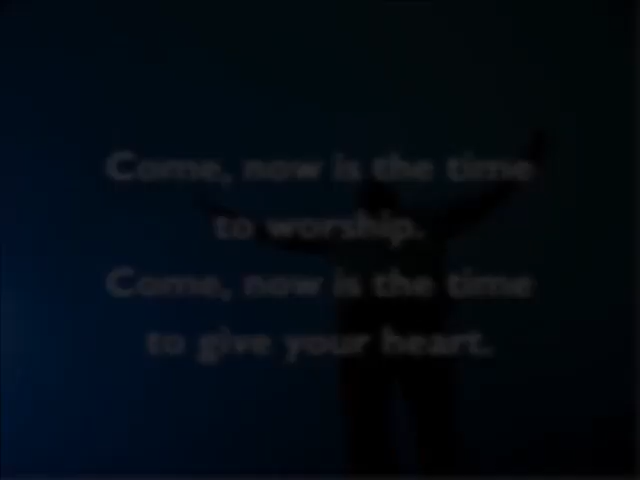 Come, now is the time
to worship.
Come, now is the time
to give your heart.